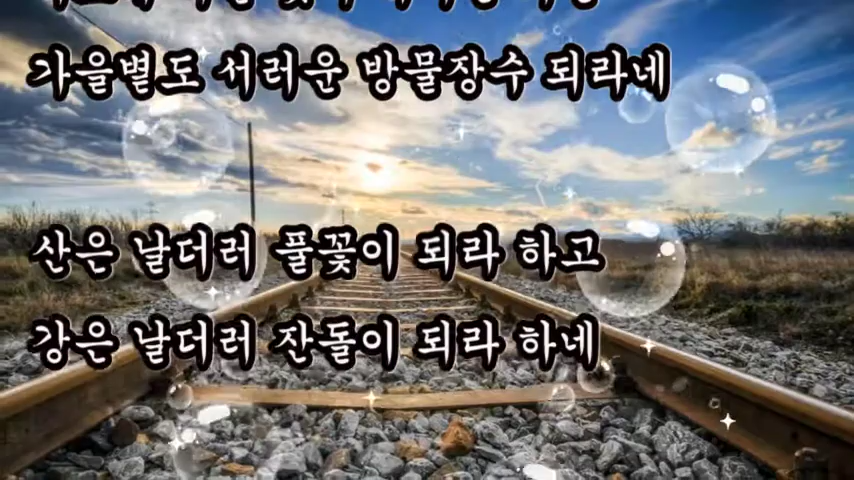 가을볕도 서러운 방물장수 되라네
산은 날더러 풀꽃이 되라 하고
강은 날더러 잔돌이 되라 하네